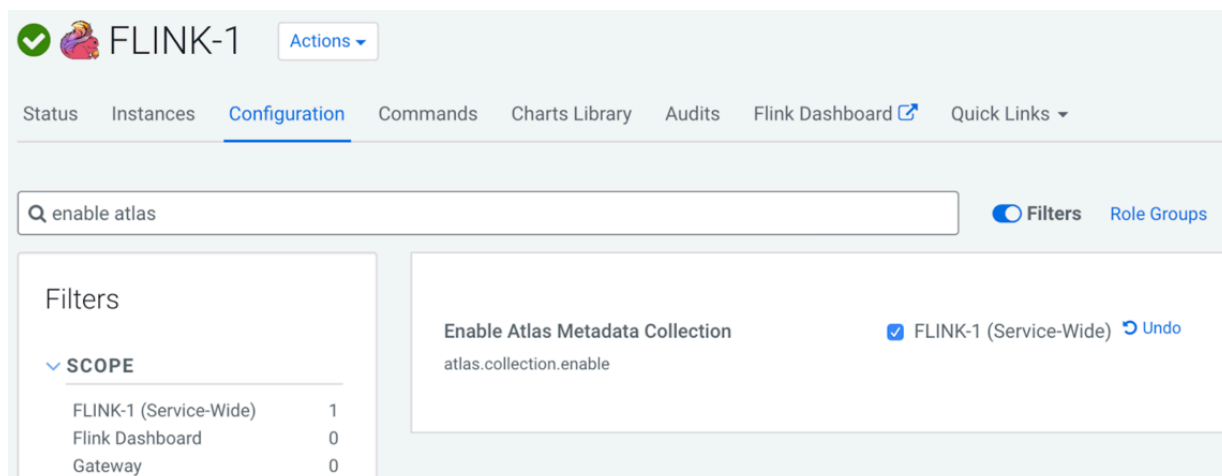 FLINK-1 Actions
Status Instances Configuration Commands Charts Library Audits Flink Dashboard Quick Links
enable atlas Filters Role Groups
Filters
Enable Atlas Metadata Collection FLINK-1 (Service-Wide) Undo
atlas.collection.enable
SCOPE
FLINK-1 (Service-Wide) 1
Flink Dashboard 0
Gateway 0